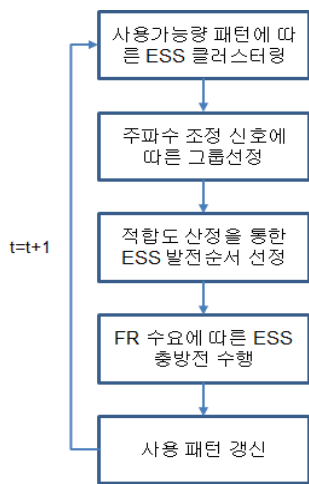 사용가능량 패턴에 따
른 ESS 클러스터링
주파수 조정 신호에
따른 그룹선정
적합도 산정을 통한
ESS 발전순서 선정
t=t+1
FR 수요에 따른 ESS
충방전 수행
사용 패턴 갱신